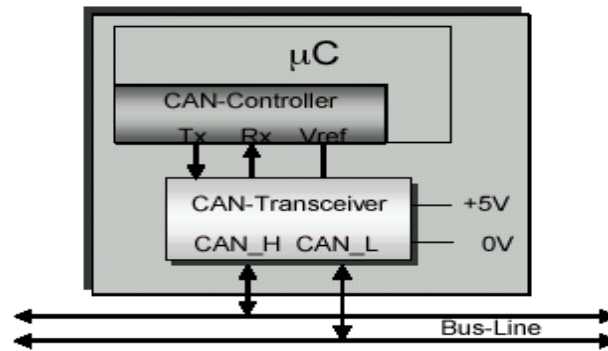 μC
CAN-Controller
Tx Rx Vref
CAN-Transceiver +5V
CAN_H CAN_L 0V
Bus-Line